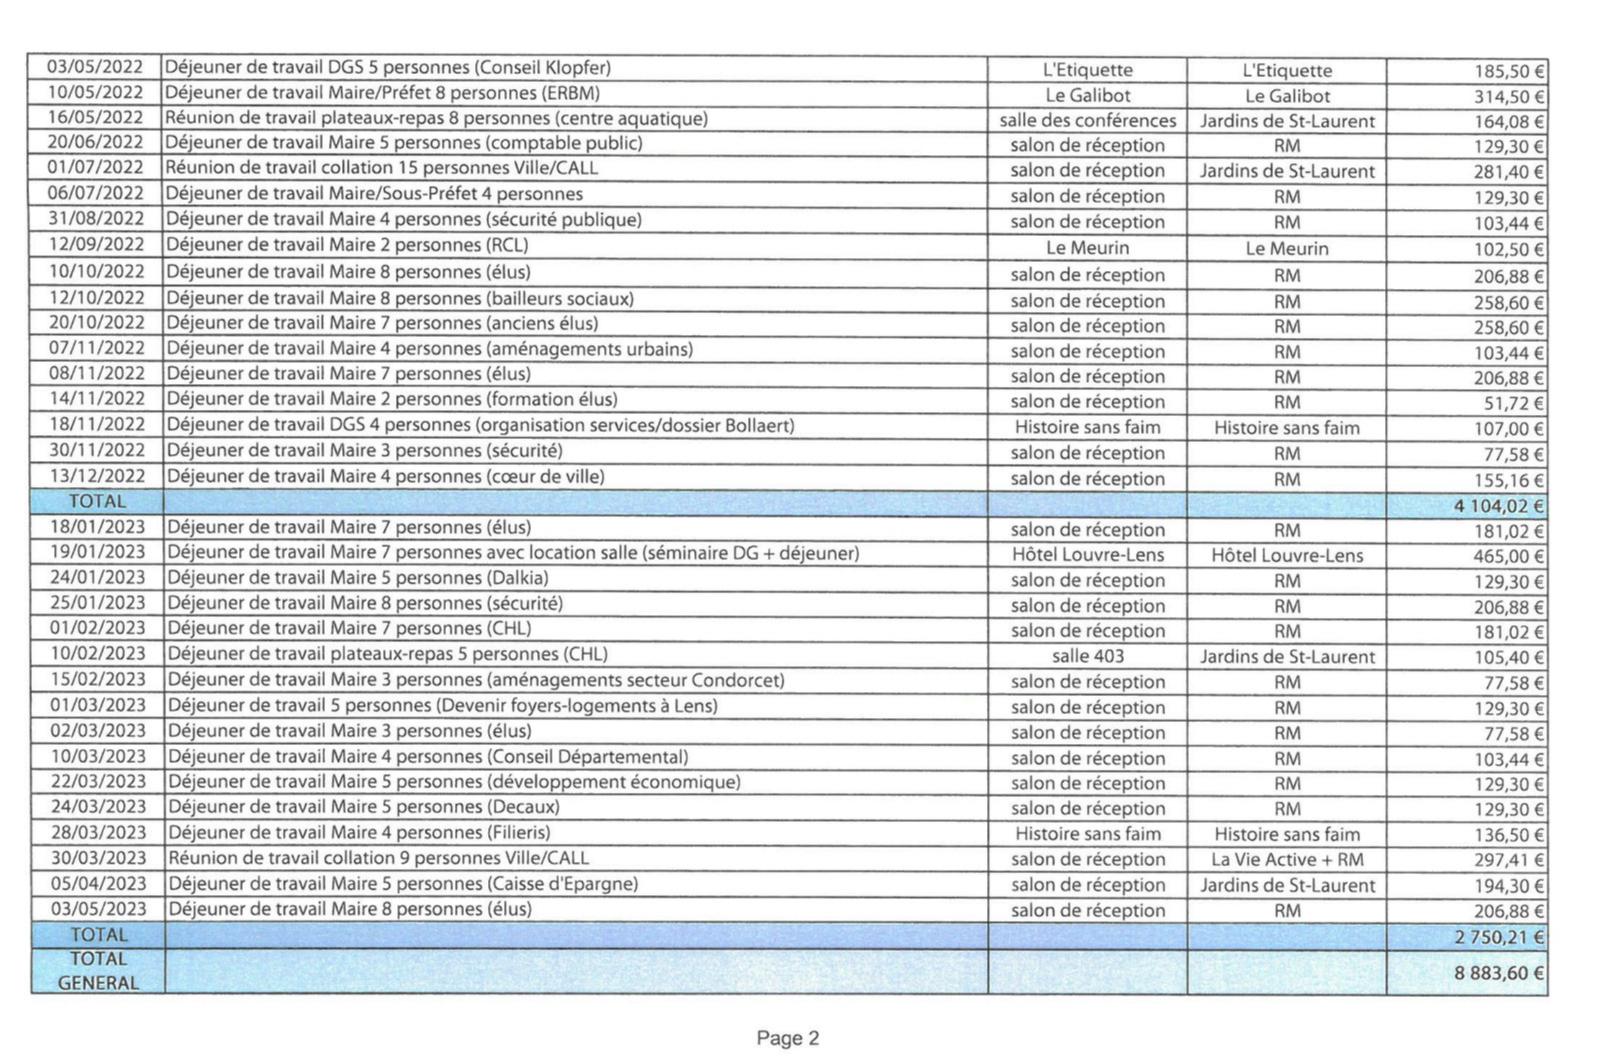 03/05/2022 Déjeuner de travail DGS 5 personnes (Conseil Klopfer) L'Etiquette L'Etiquette 185,50 €
10/05/2022 Déjeuner de travail Maire/Préfet 8 personnes (ERBM) Le Galibot Le Galibot 314,50 €
16/05/2022 Réunion de travail plateaux-repas 8 personnes (centre aquatique) salle des conférences Jardins de St-Laurent 164,08 €
20/06/2022 Déjeuner de travail Maire 5 personnes (comptable public) salon de réception RM 129,30 €
01/07/2022 Réunion de travail collation 15 personnes Ville/CALL salon de réception Jardins de St-Laurent 281,40 €
06/07/2022 Déjeuner de travail Maire/Sous-Préfet 4 personnes salon de réception RM 129,30 €
31/08/2022 Déjeuner de travail Maire 4 personnes (sécurité publique) salon de réception RM 103,44 €
12/09/2022 Déjeuner de travail Maire 2 personnes (RCL) Le Meurin Le Meurin 102,50 €
10/10/2022 Déjeuner de travail Maire 8 personnes (élus) salon de réception RM 206,88 €
12/10/2022 Déjeuner de travail Maire 8 personnes (bailleurs sociaux) salon de réception RM 258,60 €
20/10/2022 Déjeuner de travail Maire 7 personnes (anciens élus) salon de réception RM 258,60 €
07/11/2022 Déjeuner de travail Maire 4 personnes (aménagements urbains) salon de réception RM 103,44 €
08/11/2022 Déjeuner de travail Maire 7 personnes (élus) salon de réception RM 206,88 €
14/11/2022 Déjeuner de travail Maire 2 personnes (formation élus) salon de réception RM 51,72 €
18/11/2022 Déjeuner de travail DGS 4 personnes (organisation services/dossier Bollaert) Histoire sans faim Histoire sans faim 107,00 €
30/11/2022 Déjeuner de travail Maire 3 personnes (sécurité) salon de réception RM 77,58 €
13/12/2022 Déjeuner de travail Maire 4 personnes (cœur de ville) salon de réception RM 155,16 €
TOTAL 4 104,02 €
18/01/2023 Déjeuner de travail Maire 7 personnes (élus) salon de réception RM 181,02 €
19/01/2023 Déjeuner de travail Maire 7 personnes avec location salle (séminaire DG + déjeuner) Hôtel Louvre-Lens Hôtel Louvre-Lens 465,00 €
24/01/2023 Déjeuner de travail Maire 5 personnes (Dalkia) salon de réception RM 129,30 €
25/01/2023 Déjeuner de travail Maire 8 personnes (sécurité) salon de réception RM 206,88 €
01/02/2023 Déjeuner de travail Maire 7 personnes (CHL) salon de réception RM 181,02 €
10/02/2023 Déjeuner de travail plateaux-repas 5 personnes (CHL) salle 403 Jardins de St-Laurent 105,40 €
15/02/2023 Déjeuner de travail Maire 3 personnes (aménagements secteur Condorcet) salon de réception RM 77,58 €
01/03/2023 Déjeuner de travail 5 personnes (Devenir foyers-logements à Lens) salon de réception RM 129,30 €
02/03/2023 Déjeuner de travail Maire 3 personnes (élus) salon de réception RM 77,58 €
10/03/2023 Déjeuner de travail Maire 4 personnes (Conseil Départemental) salon de réception RM 103,44 €
22/03/2023 Déjeuner de travail Maire 5 personnes (développement économique) salon de réception RM 129,30 €
24/03/2023 Déjeuner de travail Maire 5 personnes (Decaux) salon de réception RM 129,30 €
28/03/2023 Déjeuner de travail Maire 4 personnes (Filieris) Histoire sans faim Histoire sans faim 136,50 €
30/03/2023 Réunion de travail collation 9 personnes Ville/CALL salon de réception La Vie Active + RM 297,41 €
05/04/2023 Déjeuner de travail Maire 5 personnes (Caisse d'Epargne) salon de réception Jardins de St-Laurent 194,30 €
03/05/2023 Déjeuner de travail Maire 8 personnes (élus) salon de réception RM 206,88 €
TOTAL 2 750,21 €
TOTAL
GENERAL 8 883,60 €
Page 2